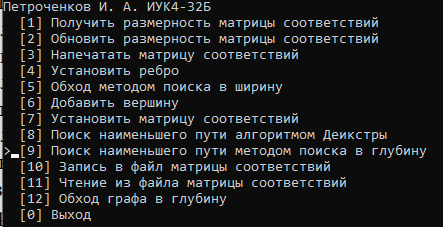 Петроченков И. А. ИУК4-32Б
[1] Получить размерность матрицы соответствий
[2] Обновить размерность матрицы соответствий
[3] Напечатать матрицу соответствий
[4] Установить ребро
[5] Обход методом поиска в ширину
[6] Добавить вершину
[7] Установить матрицу соответствий
[8] Поиск наименьшего пути алгоритмом Деикстры
>_[9] Поиск наименьшего пути методом поиска в глубину
[10] Запись в файл матрицы соответствий
[11] Чтение из файла матрицы соответствий
[12] Обход графа в глубину
[0] Выход